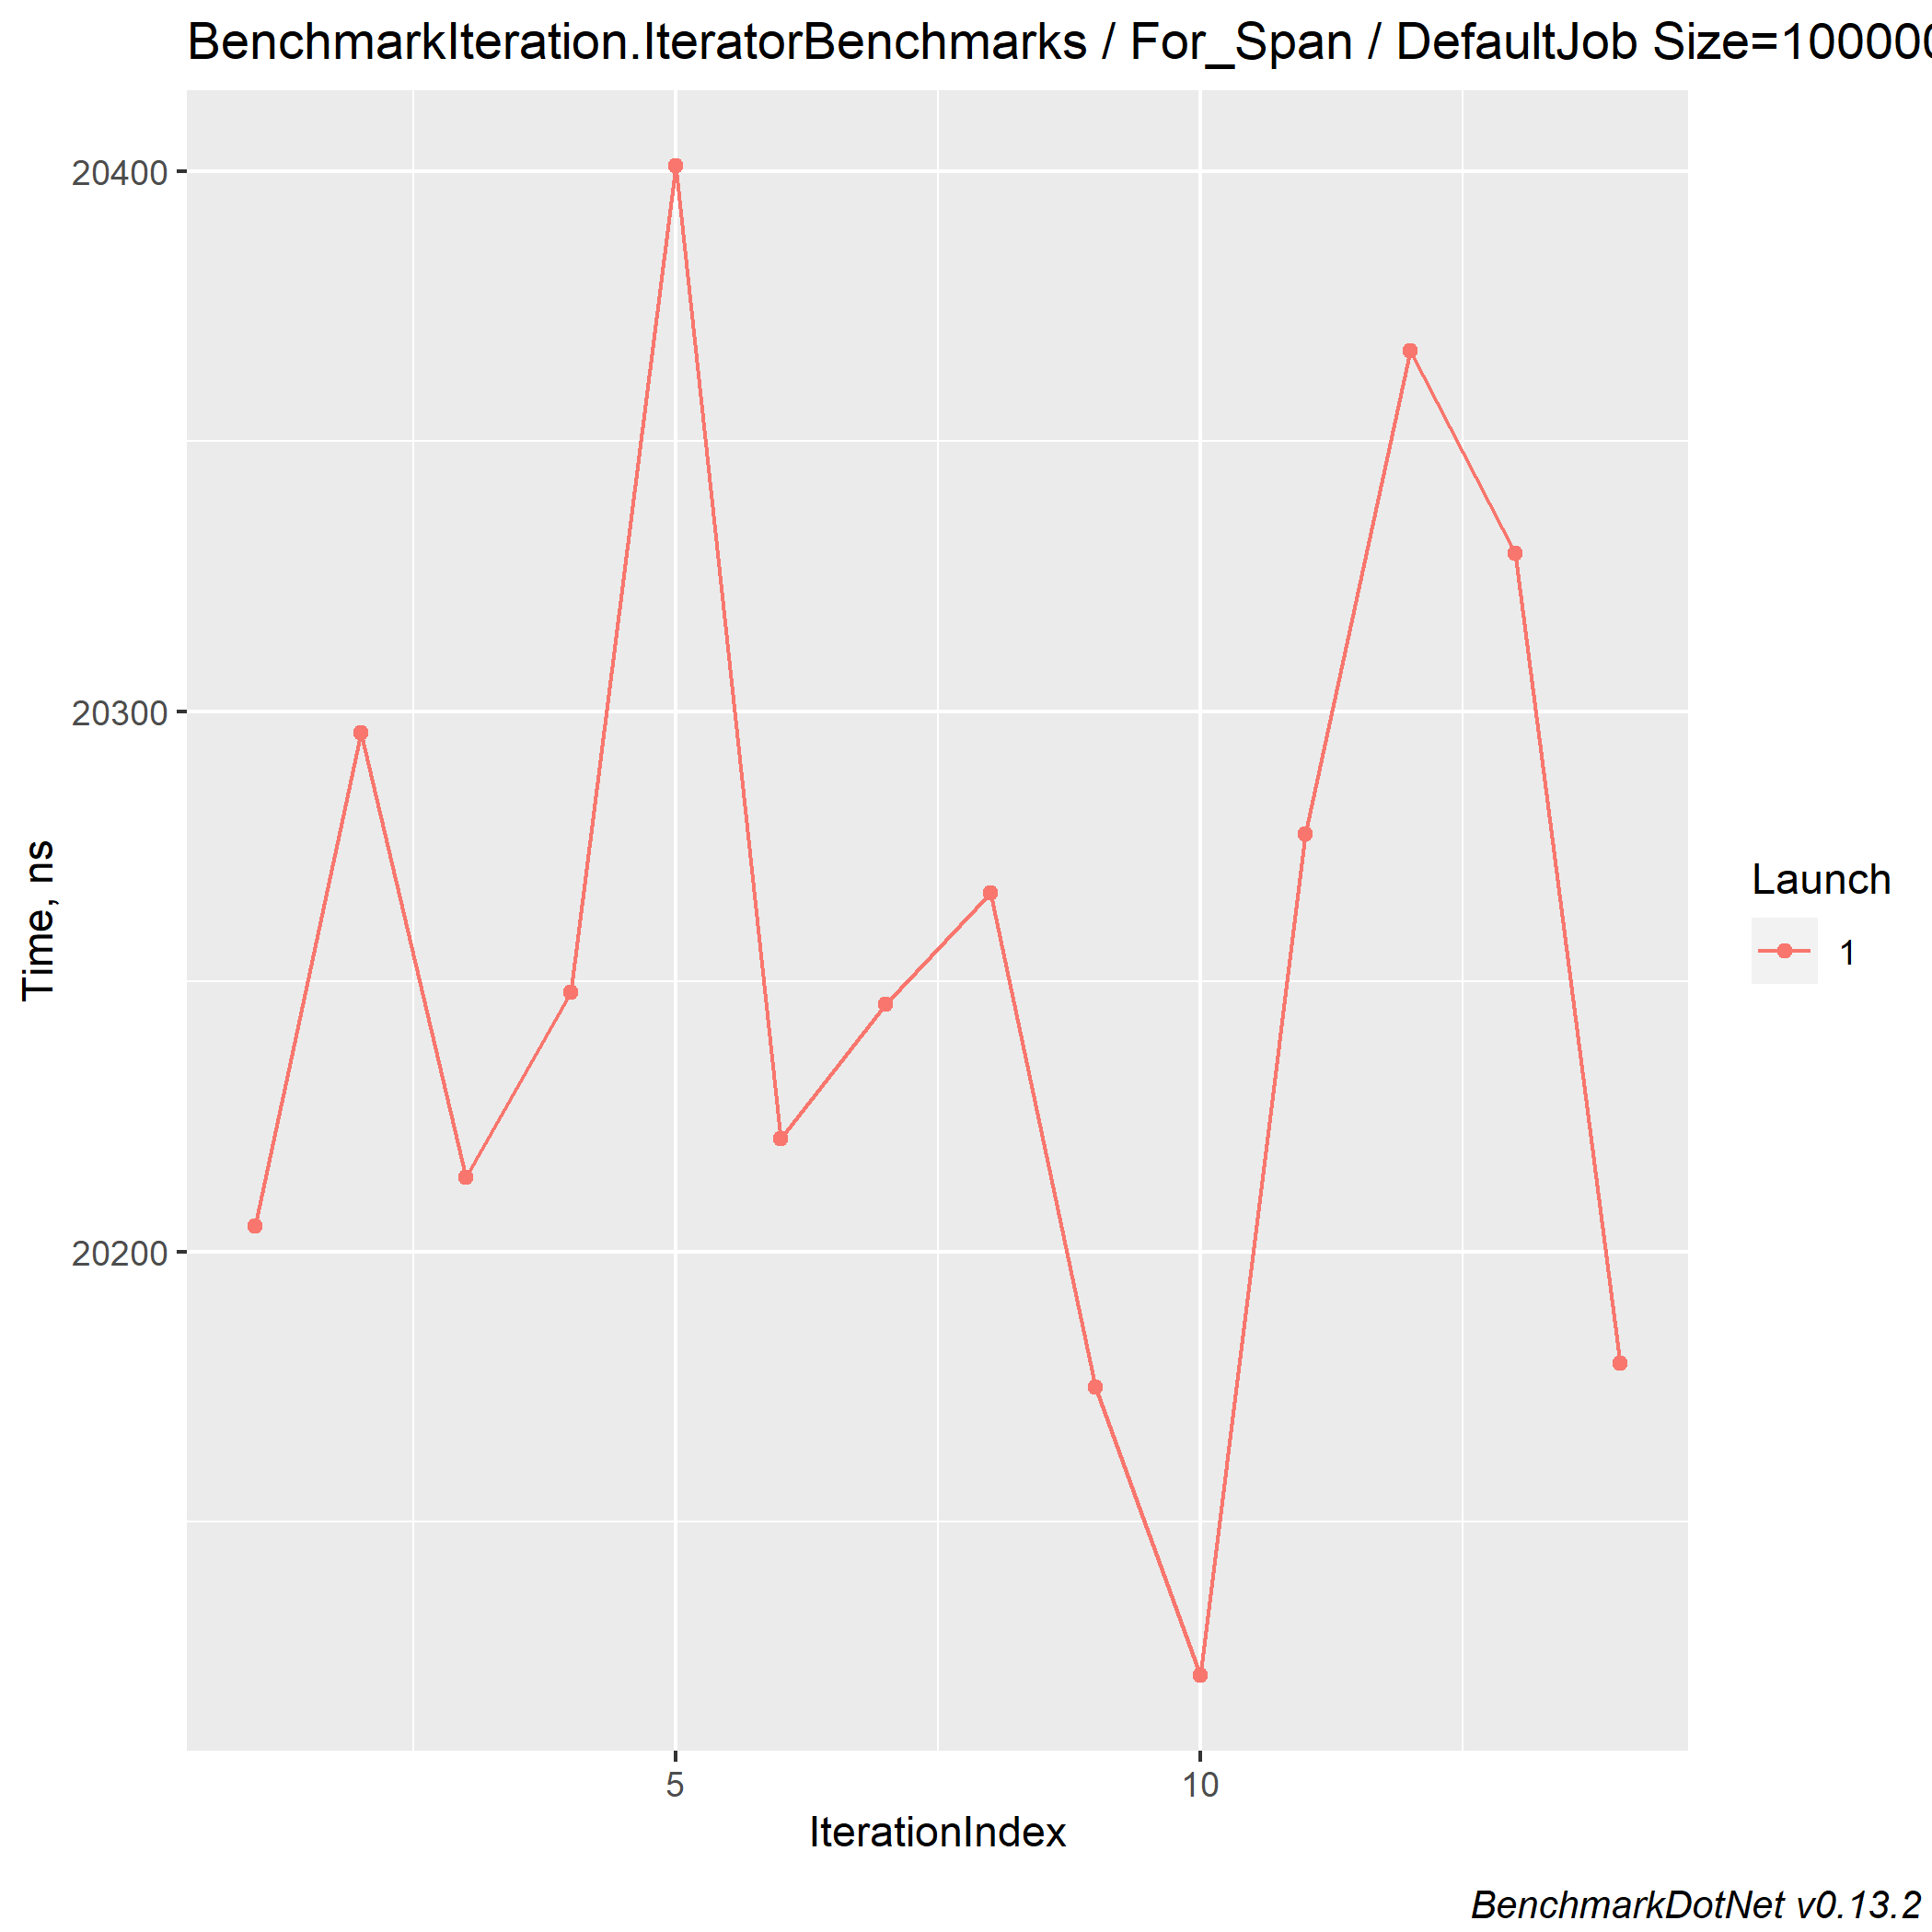 BenchmarkIteration.IteratorBenchmarks / For_Span / DefaultJob Size=100000
20400
20300
20200
Time, ns
5
10
IterationIndex
Launch
1
BenchmarkDotNet v0.13.2